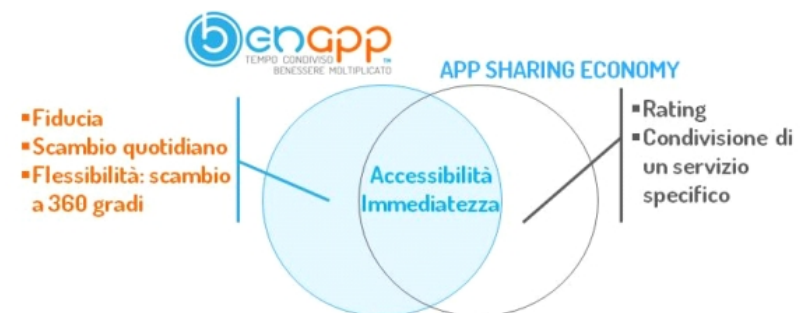 benapp
TEMPO CONDIVISO
BENESSERE MOLTIPLICATO
™
APP SHARING ECONOMY
▪Fiducia
▪Scambio quotidiano
▪Flessibilità: scambio
a 360 gradi
Accessibilità
Immediatezza
▪Rating
▪Condivisione di
un servizio
specifico